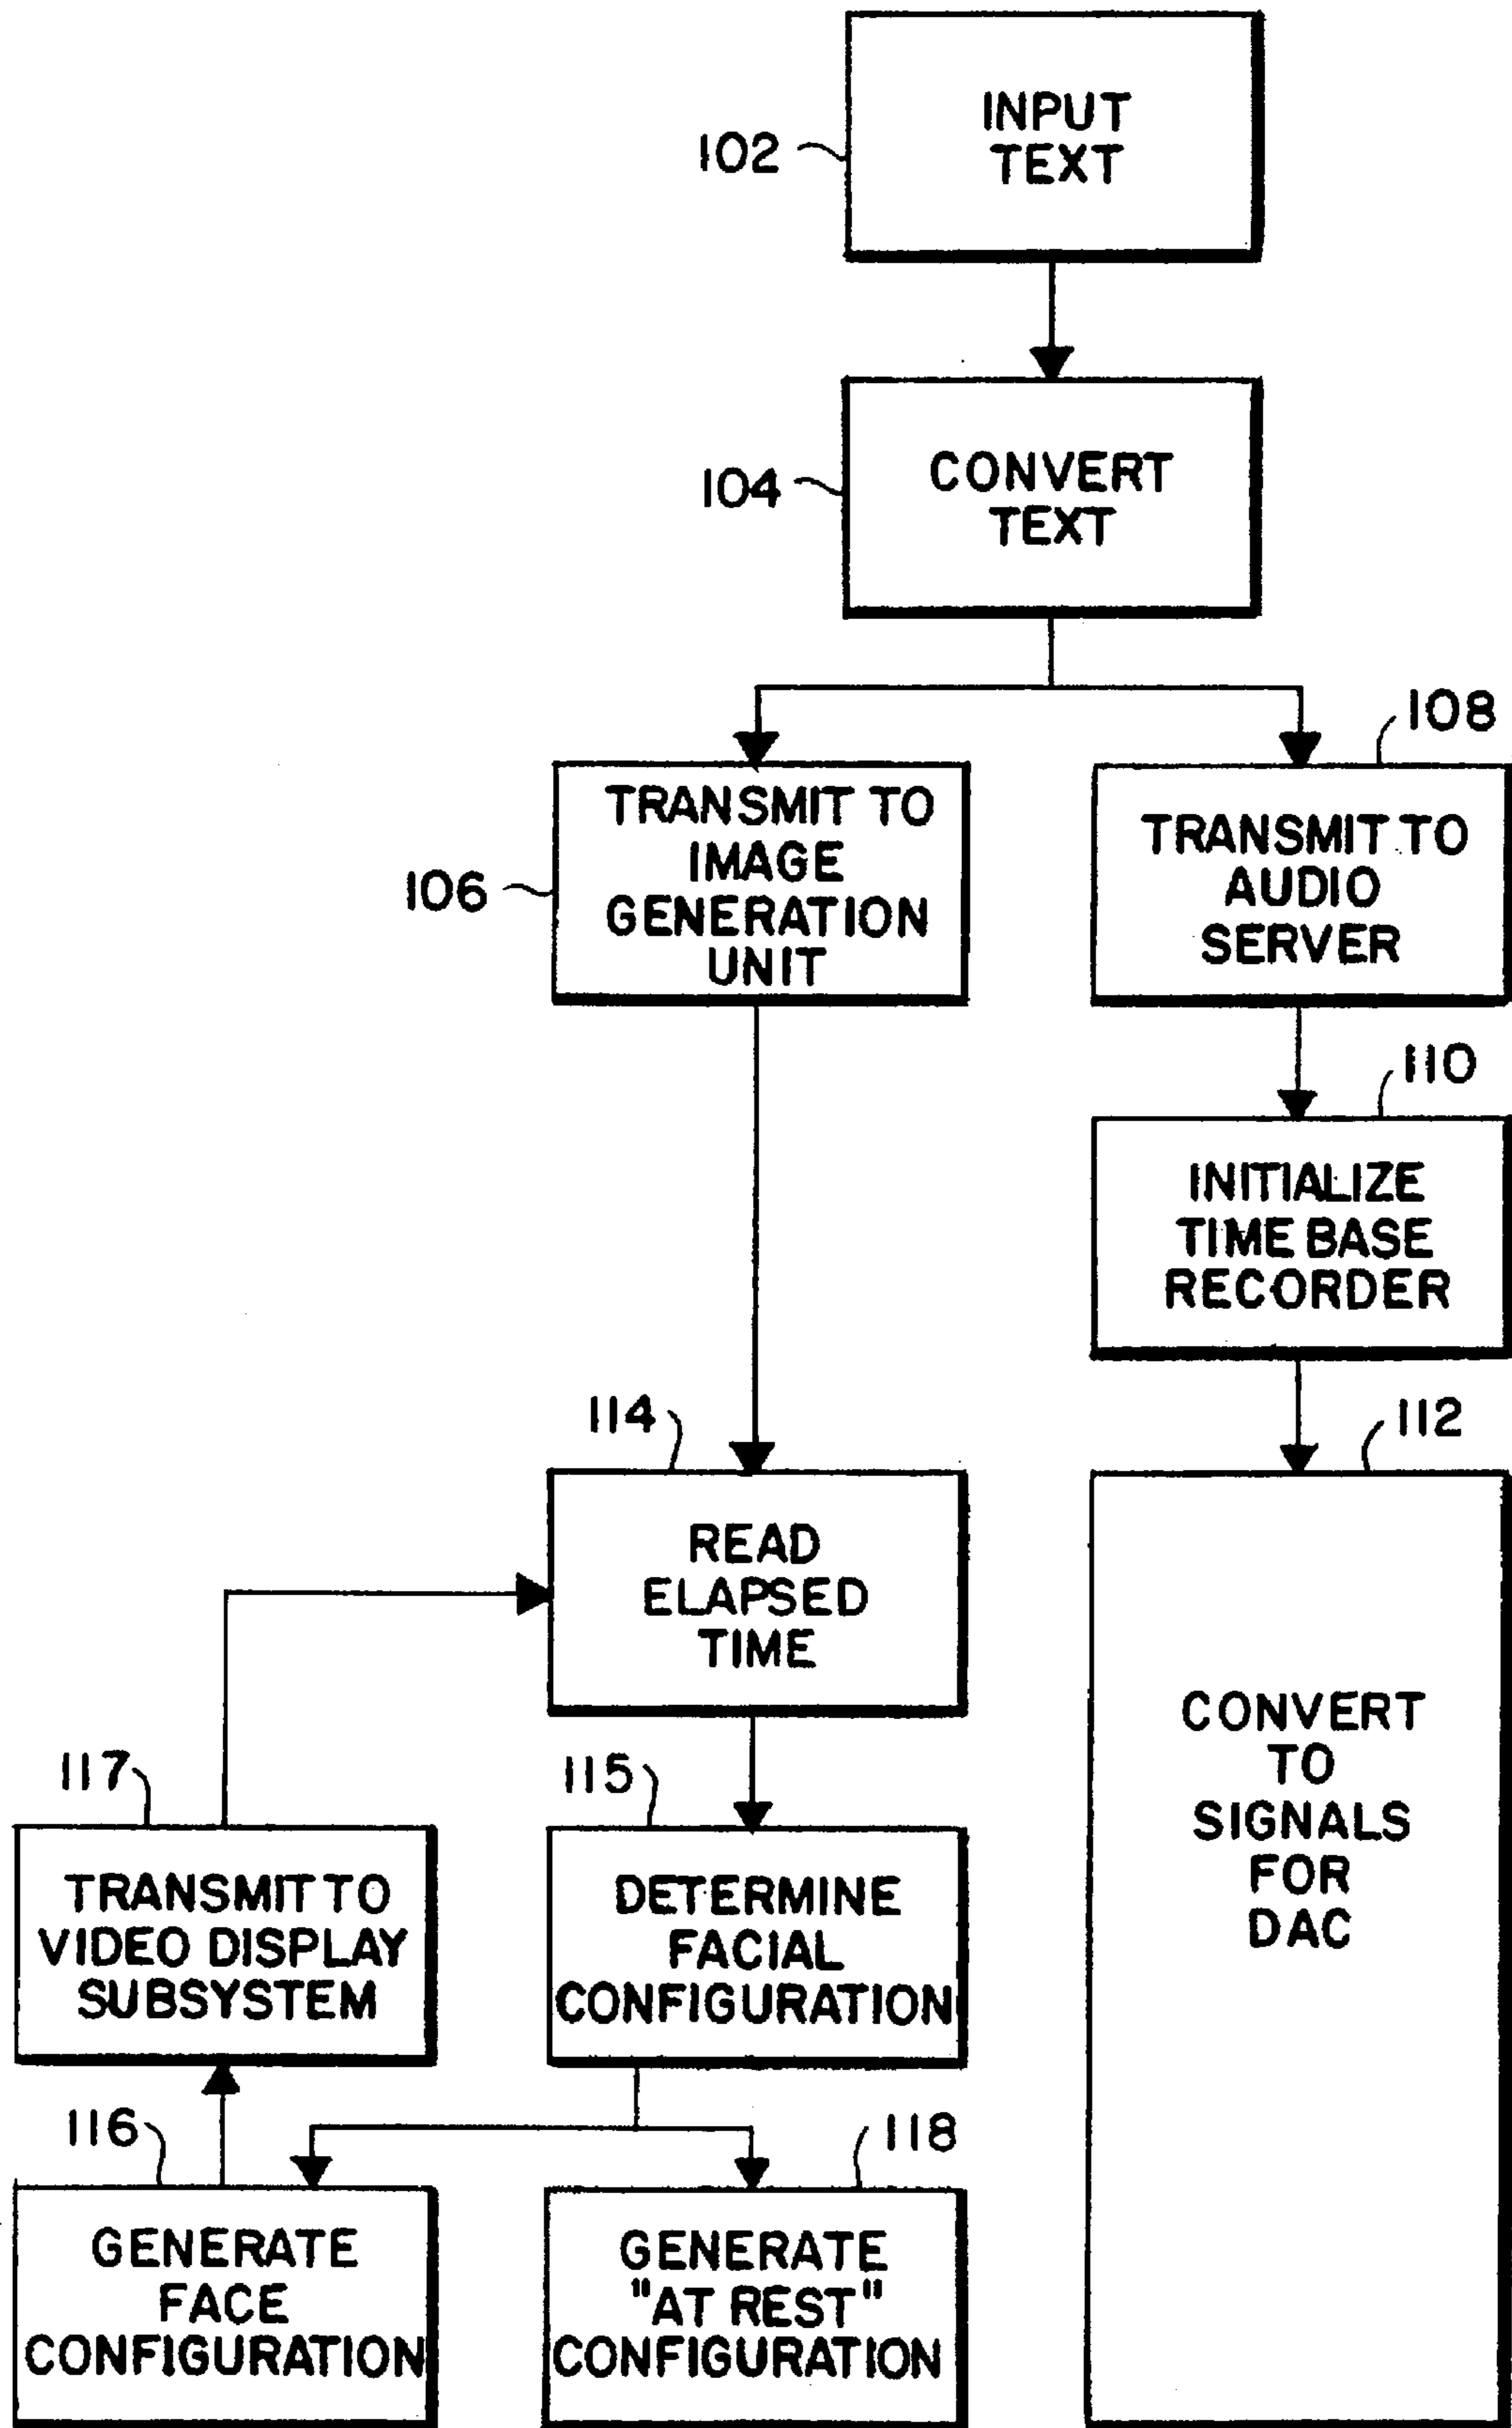 INPUT
TEXT
102
CONVERT
TEXT
104
108
TRANSMIT TO
IMAGE
GENERATION
UNIT
106
TRANSMIT TO
AUDIO
SERVER
110
INITIALIZE
TIME BASE
RECORDER
114
112
READ
ELAPSED
TIME
CONVERT
TO
SIGNALS
FOR
DAC
117
115
TRANSMIT TO
VIDEO DISPLAY
SUBSYSTEM
DETERMINE
FACIAL
CONFIGURATION
116
118
GENERATE
FACE
CONFIGURATION
GENERATE
"AT REST"
CONFIGURATION